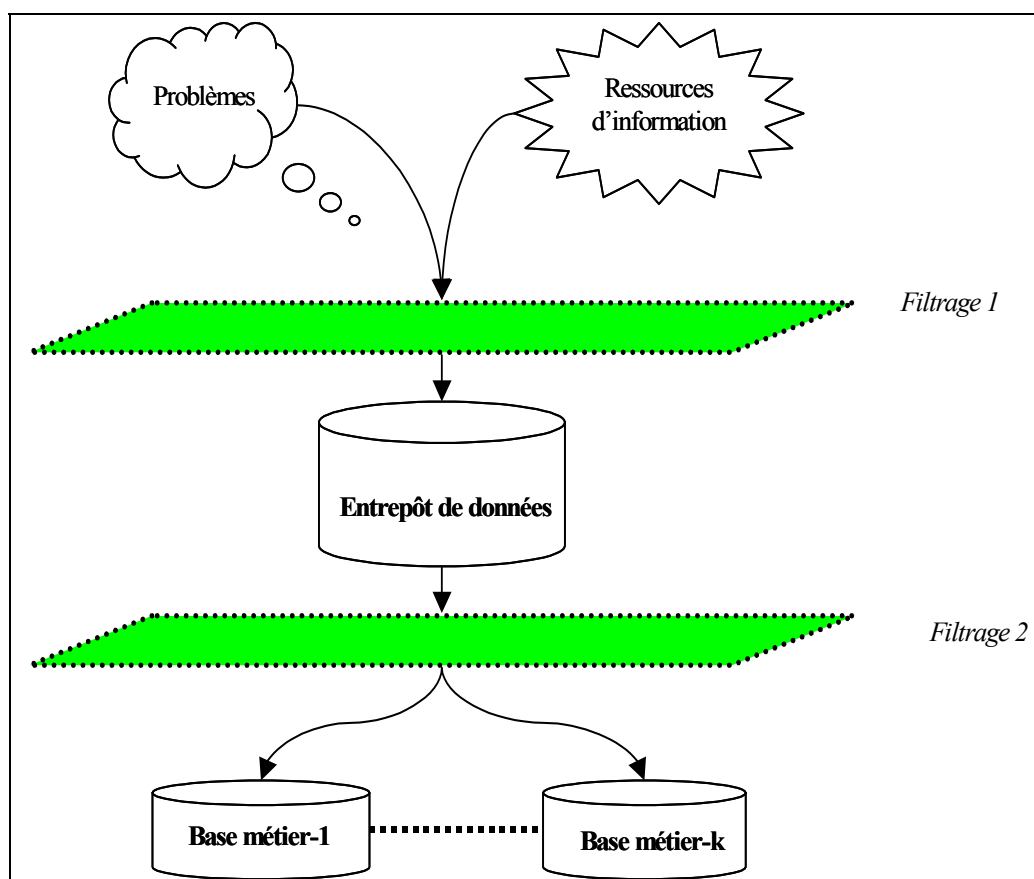 Problèmes
Ressources
d'information
Filtrage 1
Entrepôt de données
Filtrage 2
Base métier-1
Base métier-k